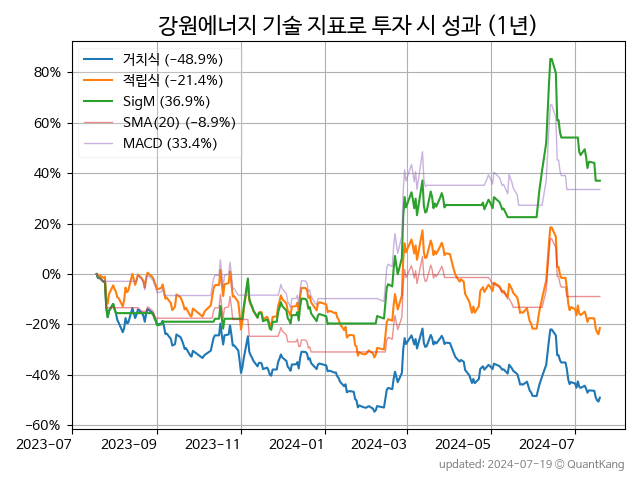 강원에너지 기술 지표로 투자 시 성과 (1년)
거치식 (−48.9%)
적립식 (−21.4%)
SigM (36.9%)
SMA(20) (−8.9%)
MACD (33.4%)
80%
60%
40%
20%
0%
−20%
−40%
−60%
2023-07 2023-09 2023-11 2024-01 2024-03 2024-05 2024-07
updated: 2024-07-19 © QuantKang